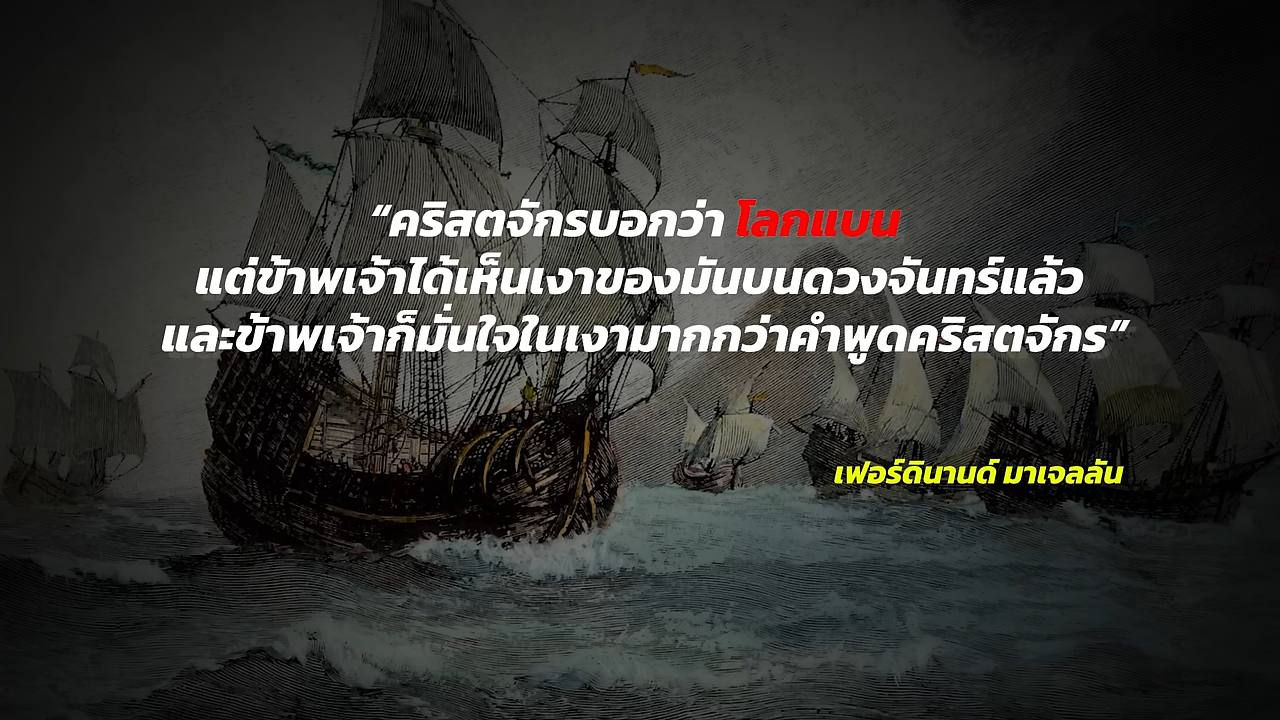 “คริสตจักรบอกว่า โลกแบน
แต่ข้าพเจ้าได้เห็นเงาของมันบนดวงจันทร์แล้ว
และข้าพเจ้าก็มั่นใจในเงามากกว่าคำพูดคริสตจักร”
เฟอร์ดินานด์ มาเจลลัน